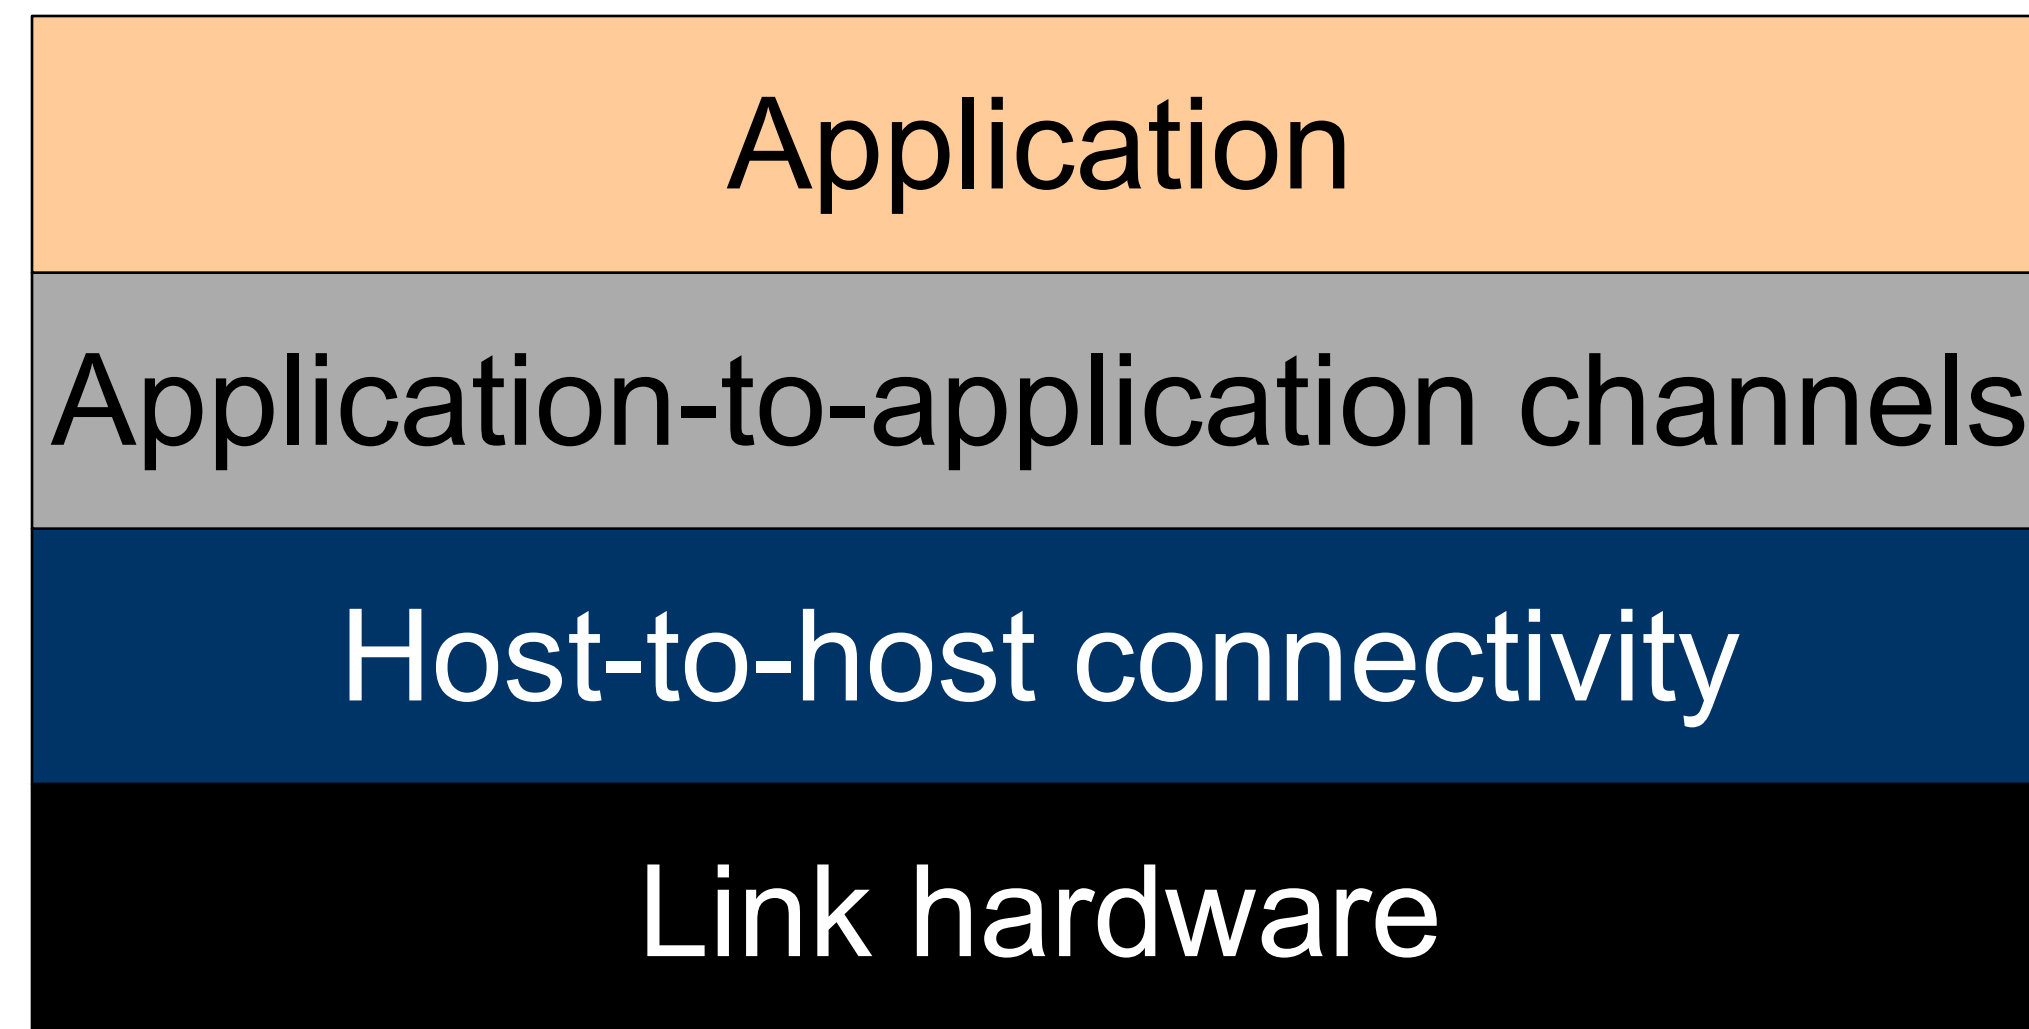 Application
Application-to-application channels
Host-to-host connectivity
Link hardware